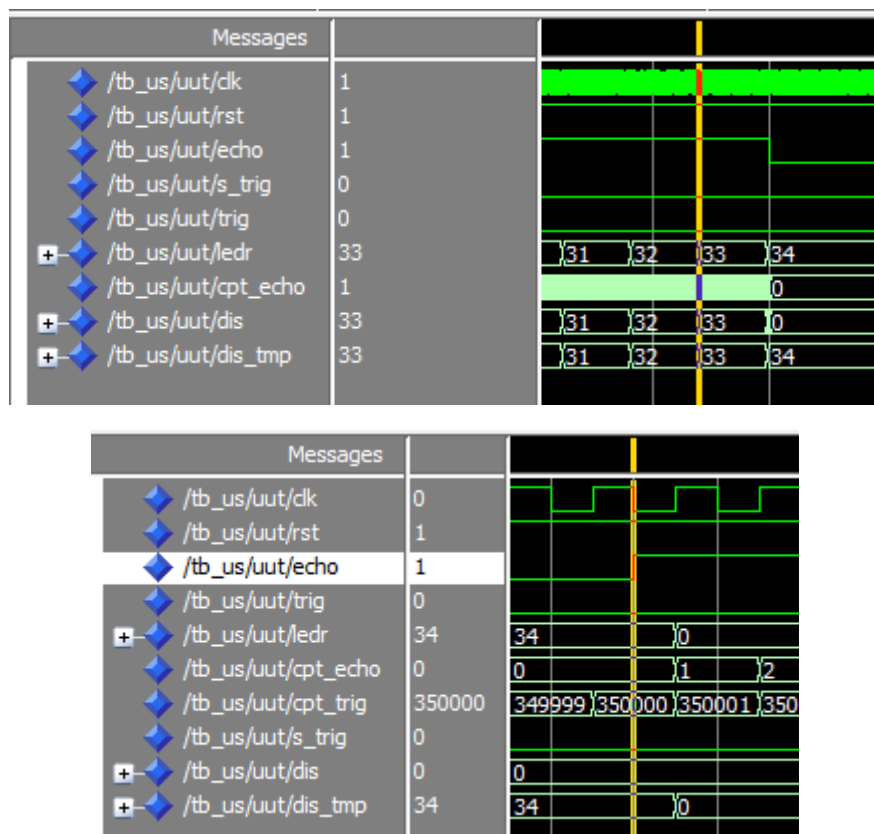 Messages
/tb_us/uut/clk 1
/tb_us/uut/rst 1
/tb_us/uut/echo 1
/tb_us/uut/s_trig 0
/tb_us/uut/trig 0
/tb_us/uut/ledr 33 31 32 33 34
/tb_us/uut/cpt_echo 1 0
/tb_us/uut/dis 33 31 32 33 0
/tb_us/uut/dis_tmp 33 31 32 33 34
Messages
/tb_us/uut/clk 0
/tb_us/uut/rst 1
/tb_us/uut/echo 1
/tb_us/uut/trig 0
/tb_us/uut/ledr 34 34 0
/tb_us/uut/cpt_echo 0 0 1 2
/tb_us/uut/cpt_trig 350000 349999 350000 350001 350
/tb_us/uut/s_trig 0
/tb_us/uut/dis 0 0
/tb_us/uut/dis_tmp 34 34 0